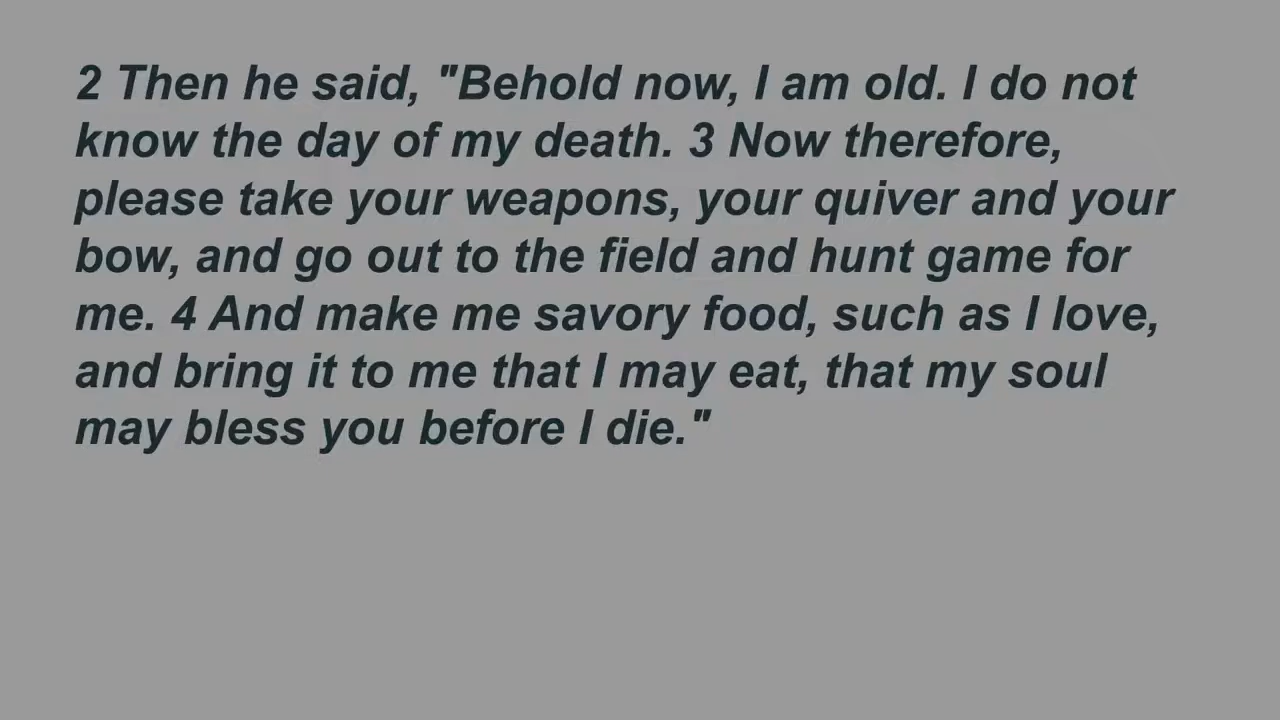 2 Then he said, "Behold now, I am old. I do not
know the day of my death. 3 Now therefore,
please take your weapons, your quiver and your
bow, and go out to the field and hunt game for
me. 4 And make me savory food, such as I love,
and bring it to me that I may eat, that my soul
may bless you before I die."